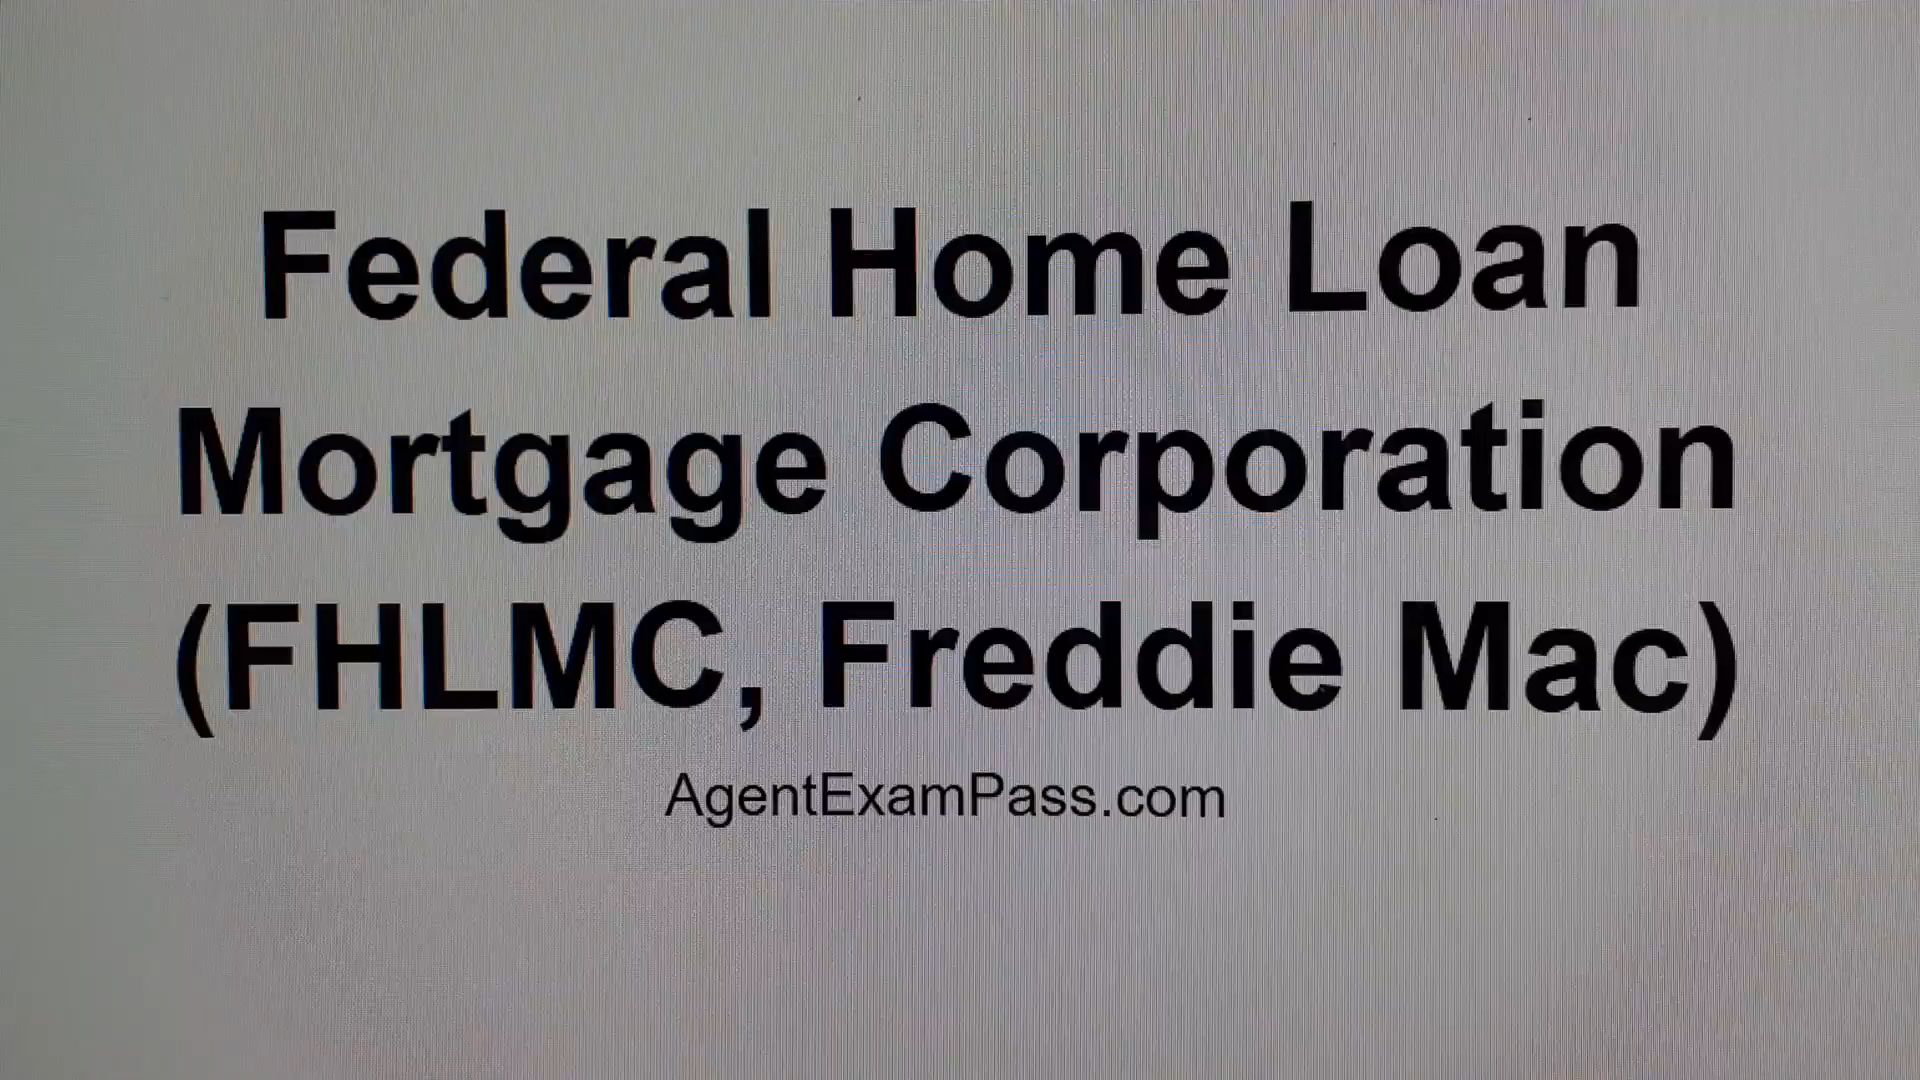 Federal Home Loan
Mortgage Corporation
(FHLMC, Freddie Mac)
AgentExamPass.com